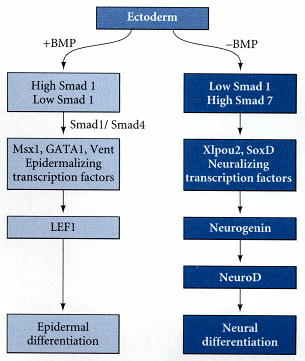 Ectoderm
+BMP
–BMP
High Smad 1
Low Smad 1
Low Smad 1
High Smad 7
Smad1/ Smad4
Msx1, GATA1, Vent
Epidermalizing
transcription factors
Xlpou2, SoxD
Neuralizing
transcription factors
LEF1
Neurogenin
NeuroD
Epidermal
differentiation
Neural
differentiation